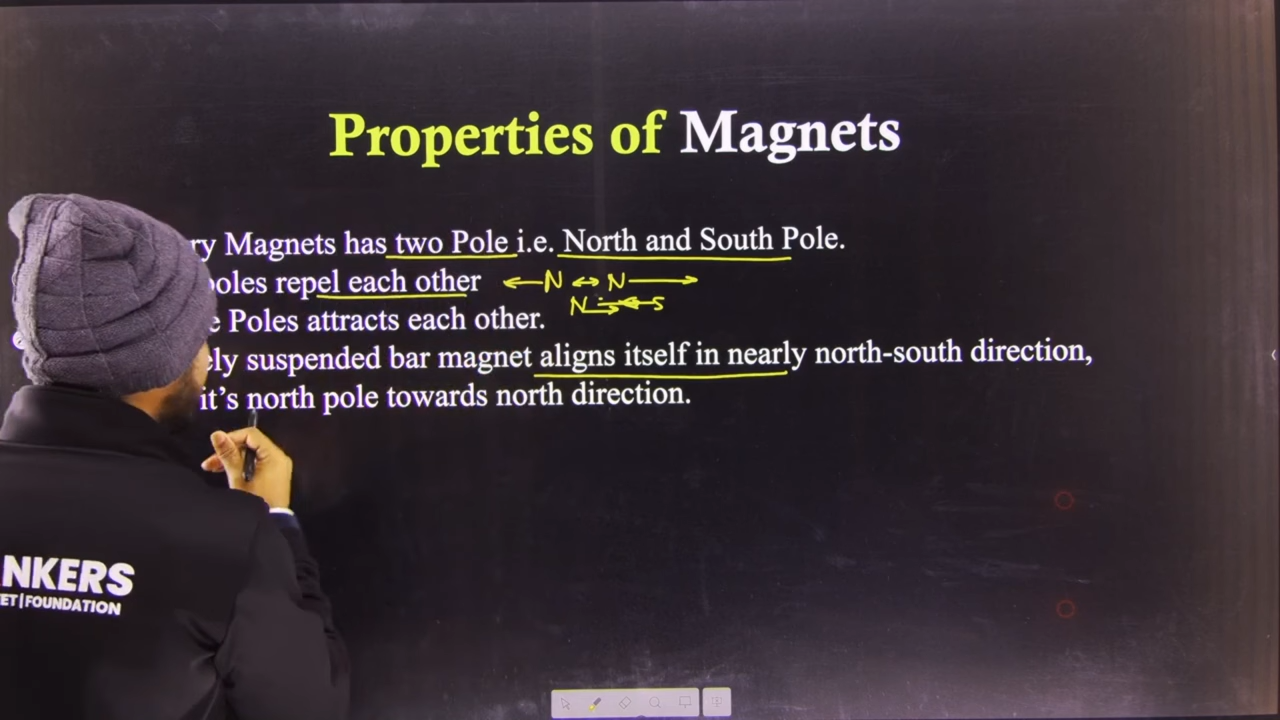 Properties of Magnets
ry Magnets has two Pole i.e. North and South Pole.
poles repel each other N N
e Poles attracts each other. N S
ely suspended bar magnet aligns itself in nearly north-south direction,
it’s north pole towards north direction.
NKERS
ET|FOUNDATION